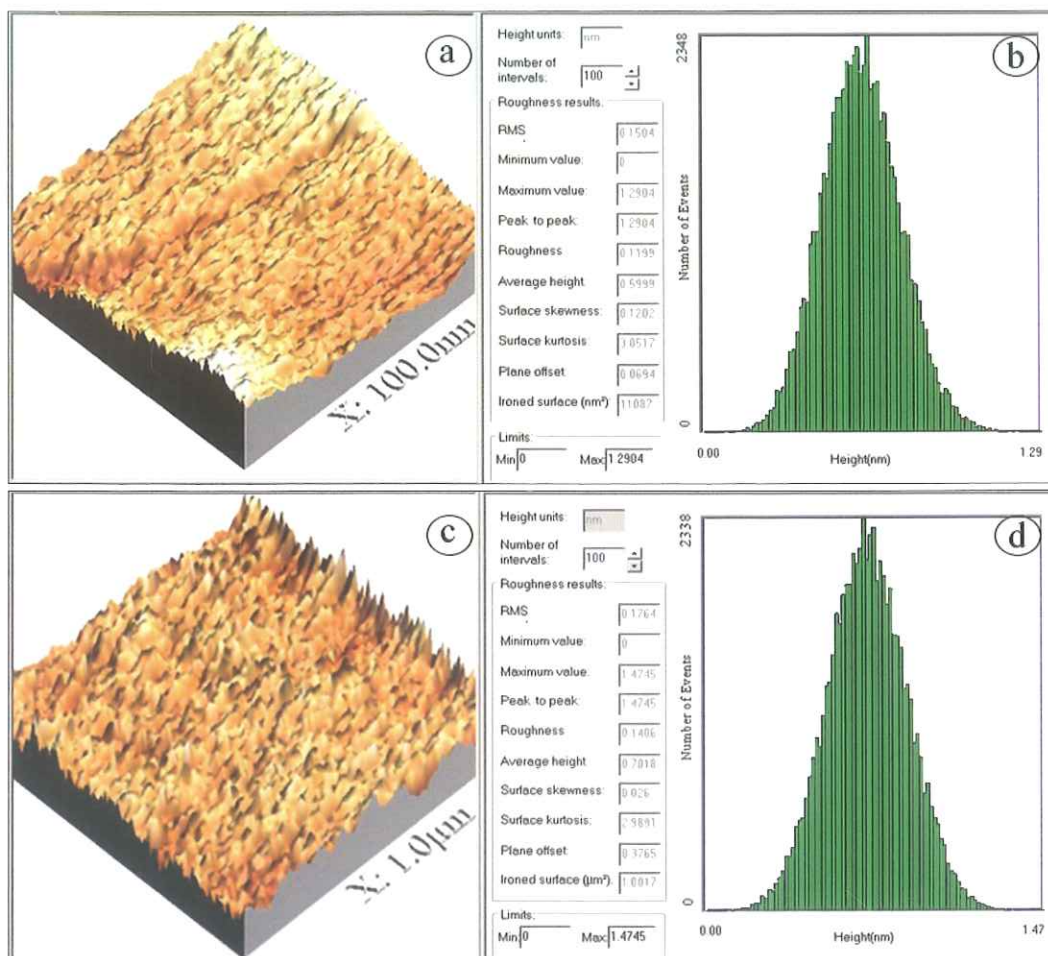 a
X: 100.0nm
Height units: nm
Number of
intervals: 100
Roughness results:
RMS 0.1504
Minimum value: 0
Maximum value: 1.2904
Peak to peak: 1.2904
Roughness 0.1199
Average height 0.5999
Surface skewness: 0.1202
Surface kurtosis: 3.0517
Plane offset: 0.0694
Ironed surface (nm²) 11087
Limits:
Min 0 Max 1.2904
b
2348
Number of Events
0
0.00 1.29
Height(nm)
c
X: 1.0μm
Height units: nm
Number of
intervals: 100
Roughness results:
RMS 0.1764
Minimum value: 0
Maximum value: 1.4745
Peak to peak: 1.4745
Roughness 0.1406
Average height 0.7018
Surface skewness: 0.026
Surface kurtosis: 2.9891
Plane offset: 0.3765
Ironed surface (μm²). 1.0017
Limits:
Min 0 Max 1.4745
d
2338
Number of Events
0
0.00 1.47
Height(nm)